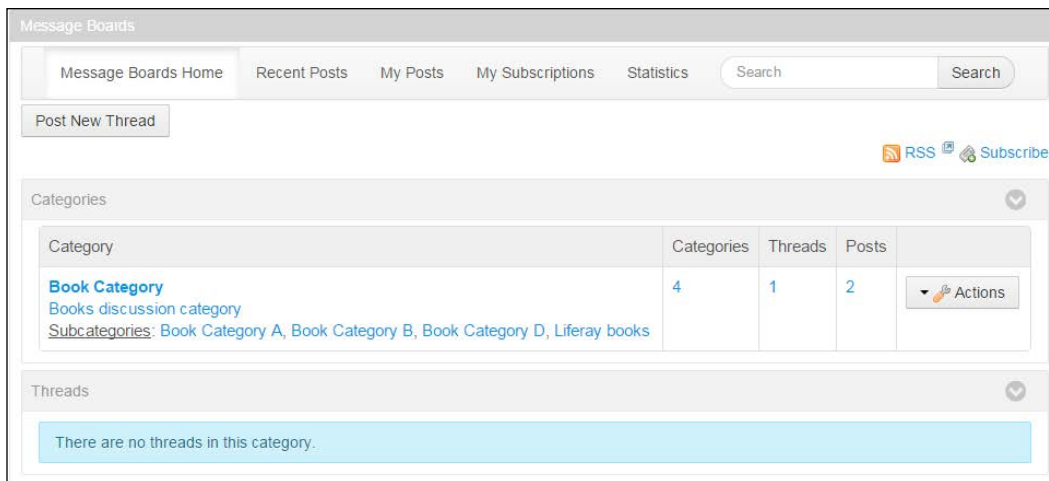 Message Boards
Message Boards Home Recent Posts My Posts My Subscriptions Statistics Search Search
Post New Thread
RSS Subscribe
Categories
Category Categories Threads Posts
Book Category 4 1 2 Actions
Books discussion category
Subcategories: Book Category A, Book Category B, Book Category D, Liferay books
Threads
There are no threads in this category.